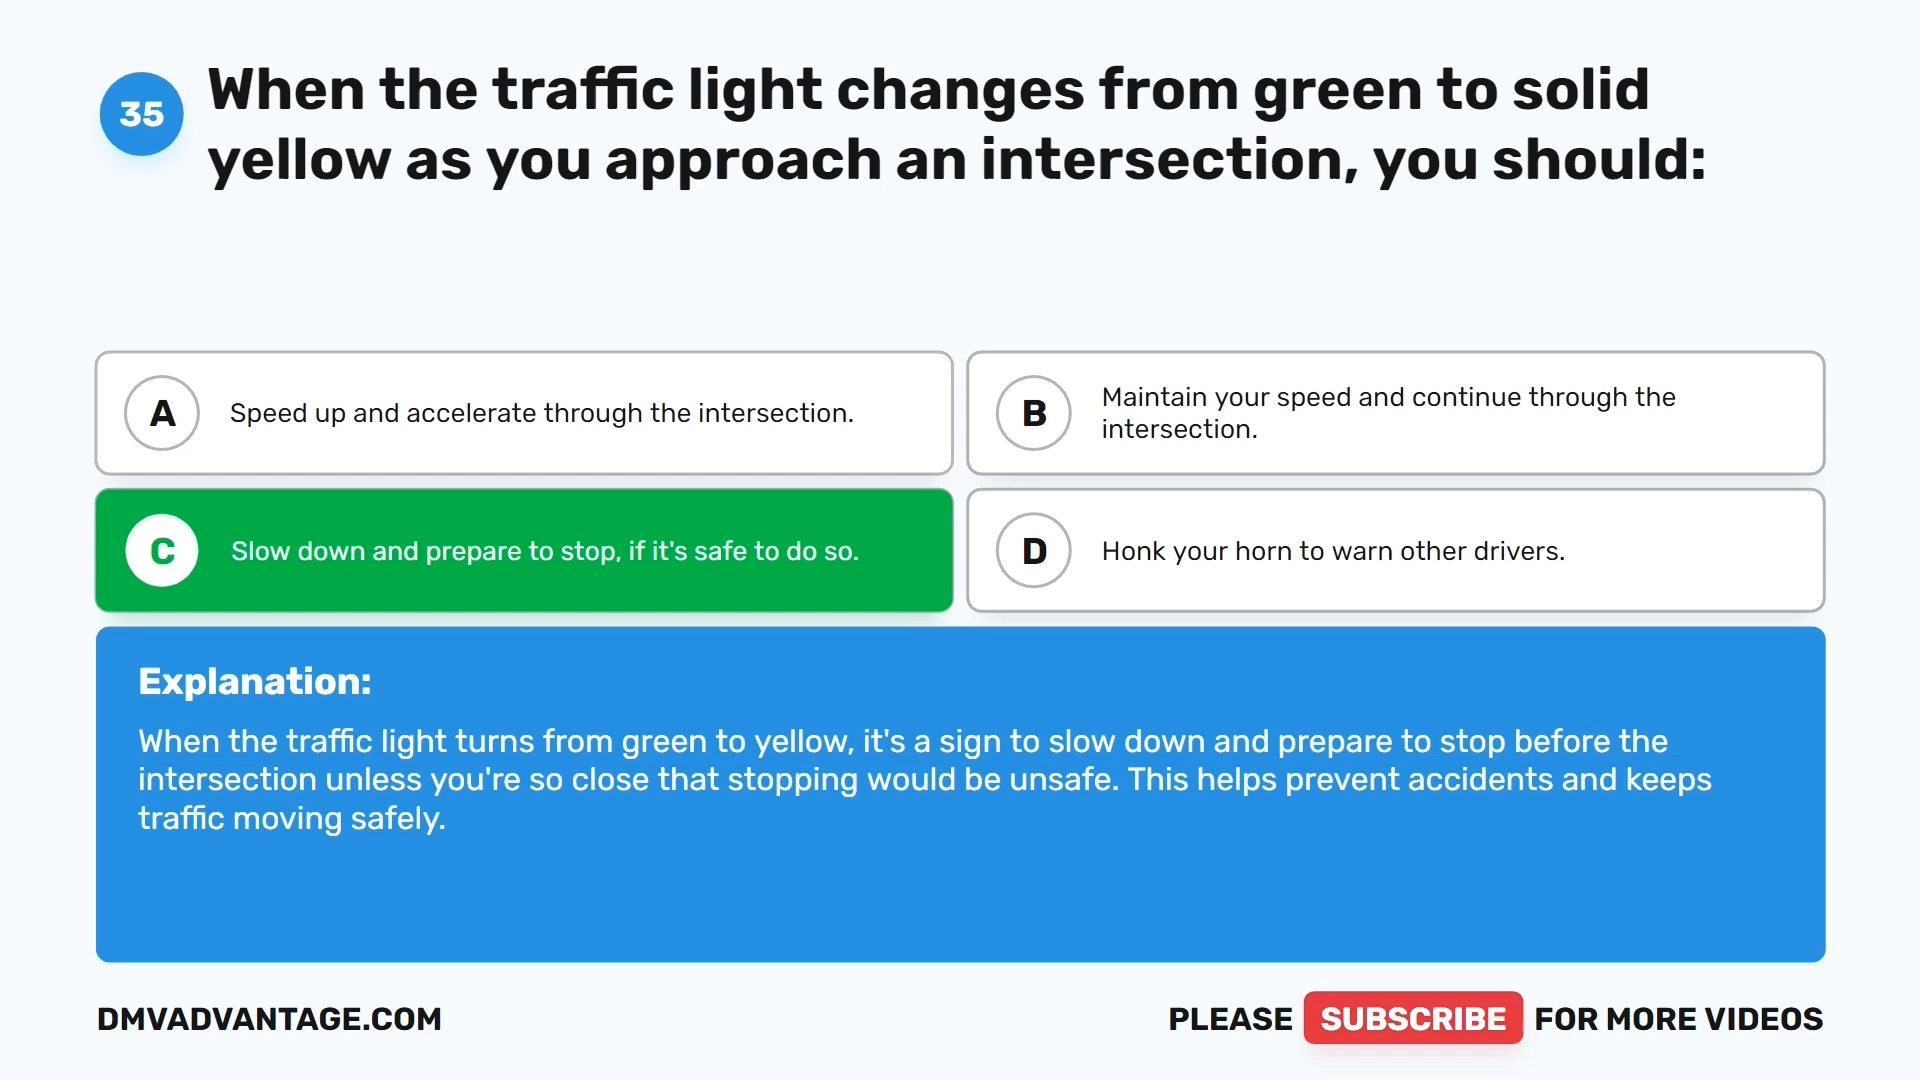 35
When the traffic light changes from green to solid
yellow as you approach an intersection, you should:
A
Speed up and accelerate through the intersection.
B
Maintain your speed and continue through the
intersection.
C
Slow down and prepare to stop, if it's safe to do so.
D
Honk your horn to warn other drivers.
Explanation:
When the traffic light turns from green to yellow, it's a sign to slow down and prepare to stop before the
intersection unless you're so close that stopping would be unsafe. This helps prevent accidents and keeps
traffic moving safely.
DMVADVANTAGE.COM
PLEASE SUBSCRIBE FOR MORE VIDEOS